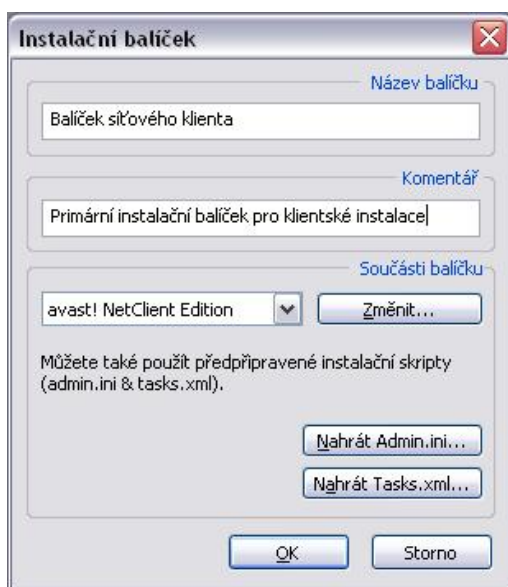 Instalační balíček
Název balíčku
Balíček síťového klienta
Komentář
Primární instalační balíček pro klientské instalace
Součásti balíčku
avast! NetClient Edition
Změnit...
Můžete také použít předpřipravené instalační skripty
(admin.ini & tasks.xml).
Nahrát Admin.ini...
Nahrát Tasks.xml...
OK
Storno